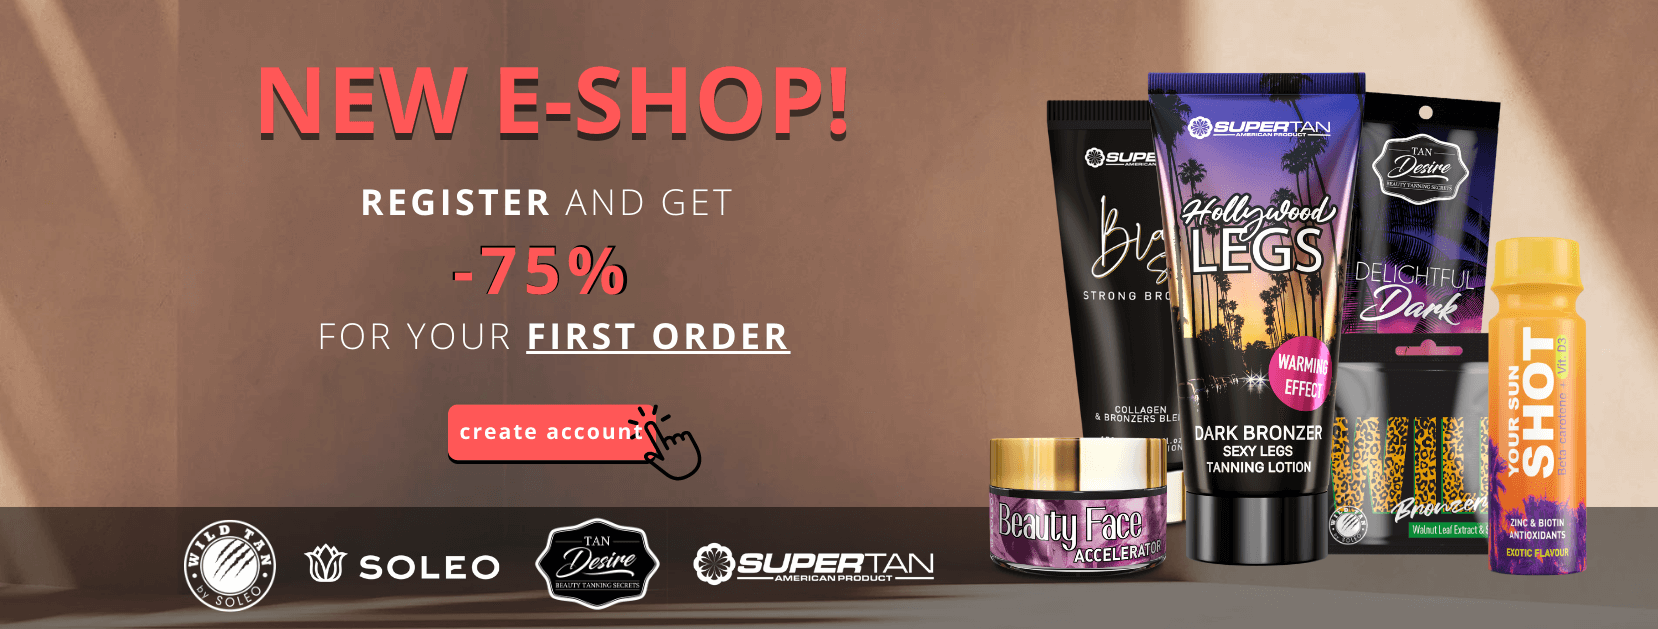 NEW E-SHOP!
REGISTER AND GET
-75%
FOR YOUR FIRST ORDER
create account
WILD TAN
by SOLEO
SOLEO
TAN
Desire
BEAUTY TANNING SECRETS
SUPERTAN
AMERICAN PRODUCT
SUPE
AMERICAN
STRONG BRO
COLLAGEN
& BRONZERS BLE
Beauty Face
ACCELERATOR
SUPERTAN
AMERICAN PRODUCT
Hollywood
LEGS
WARMING
EFFECT
DARK BRONZER
SEXY LEGS
TANNING LOTION
TAN
Desire
BEAUTY TANNING SECRETS
DELIGHTFUL
Dark
WILD
Bronzer
Walnut Leaf Extract &
YOUR SUN
SHOT
Beta-carotene + Vit. D3
ZINC & BIOTIN
ANTIOXIDANTS
EXOTIC FLAVOUR